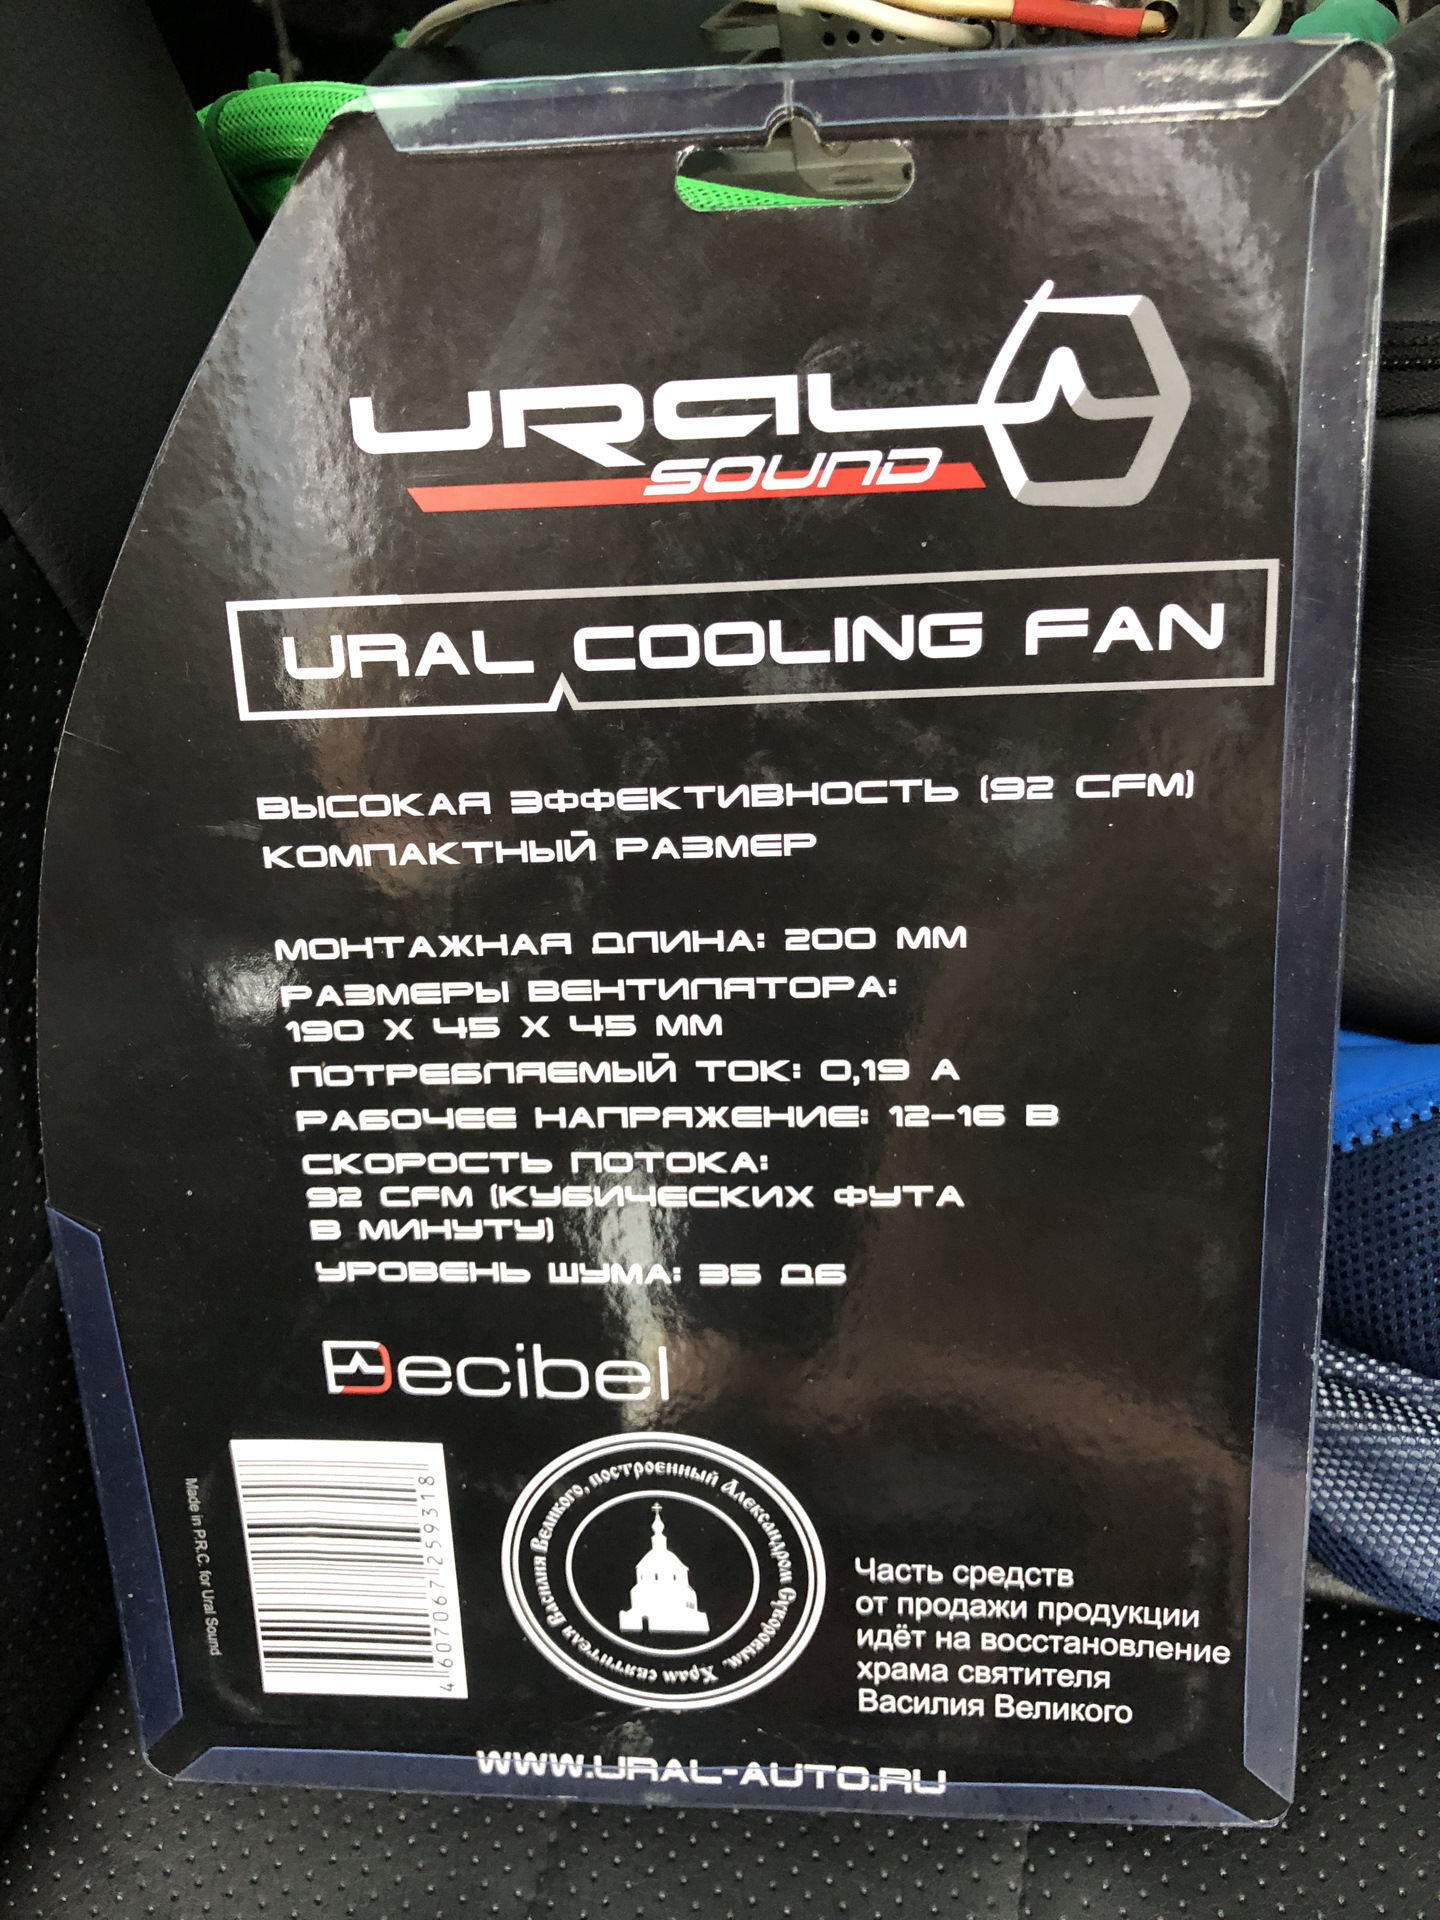 URAL
SOUND
URAL COOLING FAN
ВЫСОКАЯ ЭФФЕКТИВНОСТЬ (92 CFM)
КОМПАКТНЫЙ РАЗМЕР
МОНТАЖНАЯ ДЛИНА: 200 ММ
РАЗМЕРЫ ВЕНТИЛЯТОРА:
190 X 45 X 45 ММ
ПОТРЕБЛЯЕМЫЙ ТОК: 0,19 А
РАБОЧЕЕ НАПРЯЖЕНИЕ: 12-16 В
СКОРОСТЬ ПОТОКА:
92 CFM (КУБИЧЕСКИХ ФУТА
В МИНУТУ)
УРОВЕНЬ ШУМА: 35 ДБ
Decibel
Made in P.R.C. for Ural Sound
4 607067 259318
Храм святителя Василия Великого, построенный Александром Суворовым.
Часть средств
от продажи продукции
идёт на восстановление
храма святителя
Василия Великого
WWW.URAL-AUTO.RU